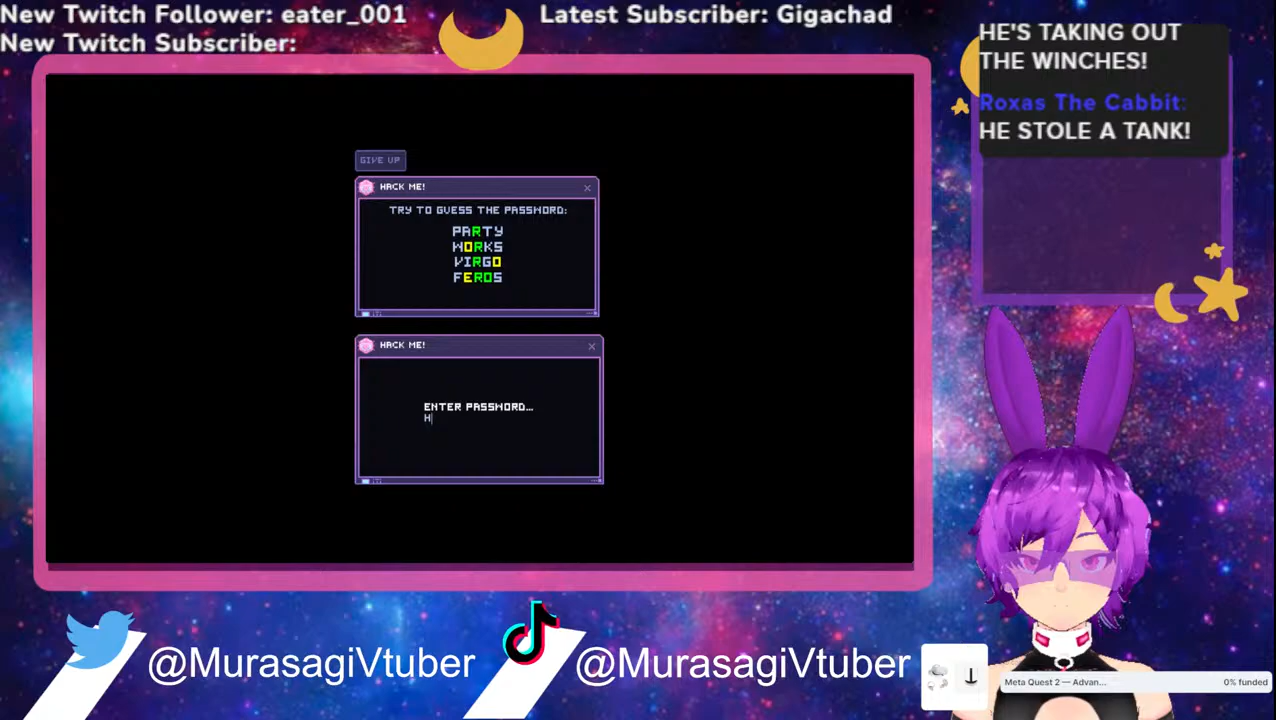 New Twitch Follower: eater_001
Latest Subscriber: Gigachad
New Twitch Subscriber:
HE'S TAKING OUT
THE WINCHES!
Roxas The Cabbit:
HE STOLE A TANK!
GIVE UP
HACK ME!
TRY TO GUESS THE PASSWORD:
PARTY
WORKS
VIRGO
FEROS
HACK ME!
ENTER PASSWORD...
H
@MurasagiVtuber
@MurasagiVtuber
Meta Quest 2 — Advan...
0% funded